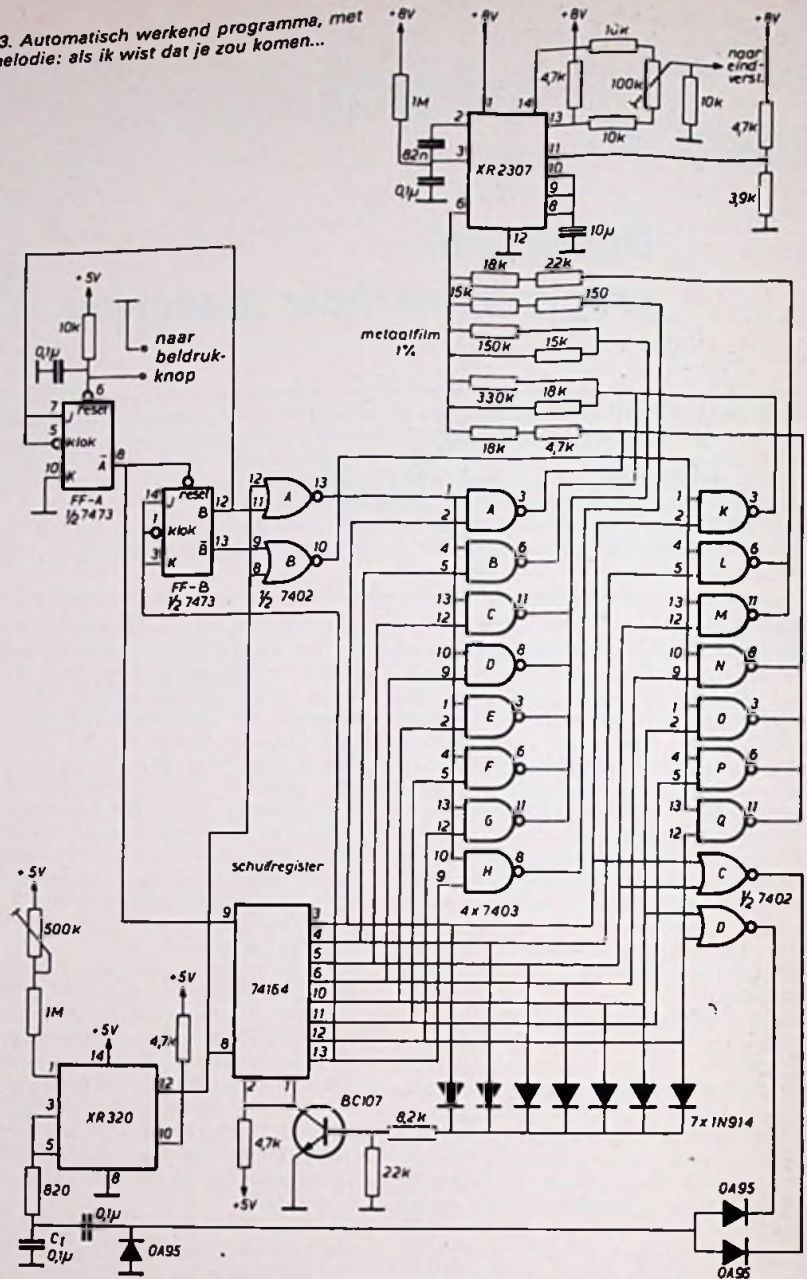 3. Automatisch werkend programma, met
melodie: als ik wist dat je zou komen...
+8V
+8V
+8V
+8V
1M
4,7k
10k
100k
10k
10k
naar
eind-
verst.
4,7k
3,9k
1
14
2
13
3
11
10
9
6
8
12
XR 2307
82n
0,1µ
10µ
18k
22k
15k
150
150k
15k
330k
18k
18k
4,7k
metaalfilm
1%
+5V
10k
0,1µ
naar
beldruk-
knop
6
reset
7
J
5
klok
8
10
K
A
FF-A
½ 7473
14
J
reset
12
B
1
klok
13
B
3
K
FF-B
½ 7473
12
11
A
13
9
8
B
10
½ 7402
1
2
A
3
4
5
B
6
13
12
C
11
10
9
D
8
1
2
E
3
4
5
F
6
13
12
G
11
10
9
H
8
4 x 7403
1
2
K
3
4
5
L
6
13
12
M
11
10
9
N
8
1
2
O
3
4
5
P
6
13
12
Q
11
C
½ 7402
D
schuifregister
9
3
4
5
6
10
11
12
13
8
2
1
74164
+5V
500k
1M
+5V
14
+5V
4,7k
1
12
3
10
5
8
XR320
820
0,1µ
C1
0,1µ
OA95
4,7k
+5V
BC107
8,2k
22k
7 x 1N914
OA95
OA95